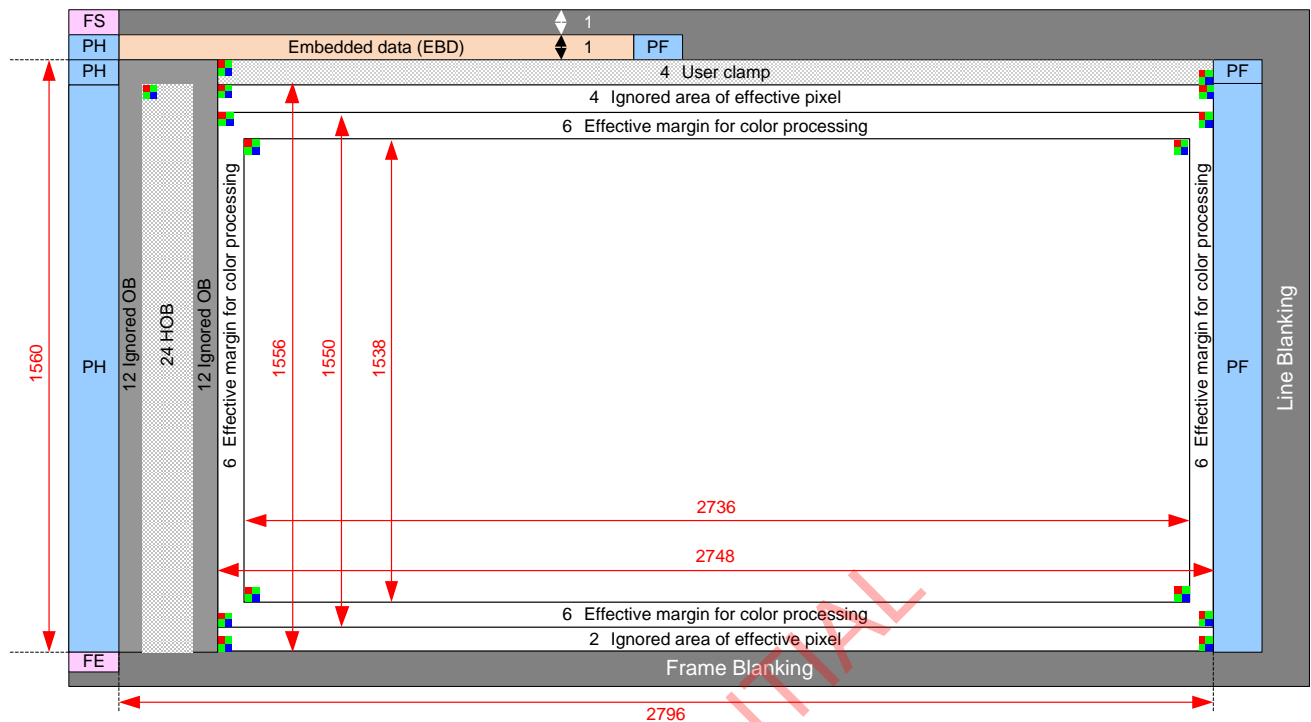 FS
1
PH
Embedded data (EBD)
1
PF
PH
4 User clamp
PF
4 Ignored area of effective pixel
6 Effective margin for color processing
1560
PH
12 Ignored OB
24 HOB
12 Ignored OB
6 Effective margin for color processing
1556
1550
1538
6 Effective margin for color processing
PF
Line Blanking
2736
2748
6 Effective margin for color processing
2 Ignored area of effective pixel
FE
Frame Blanking
2796
NTIAL